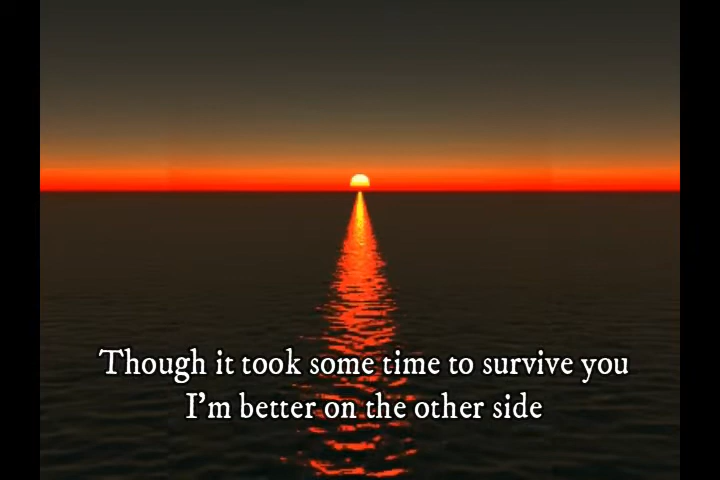 Though it took some time to survive you
I'm better on the other side